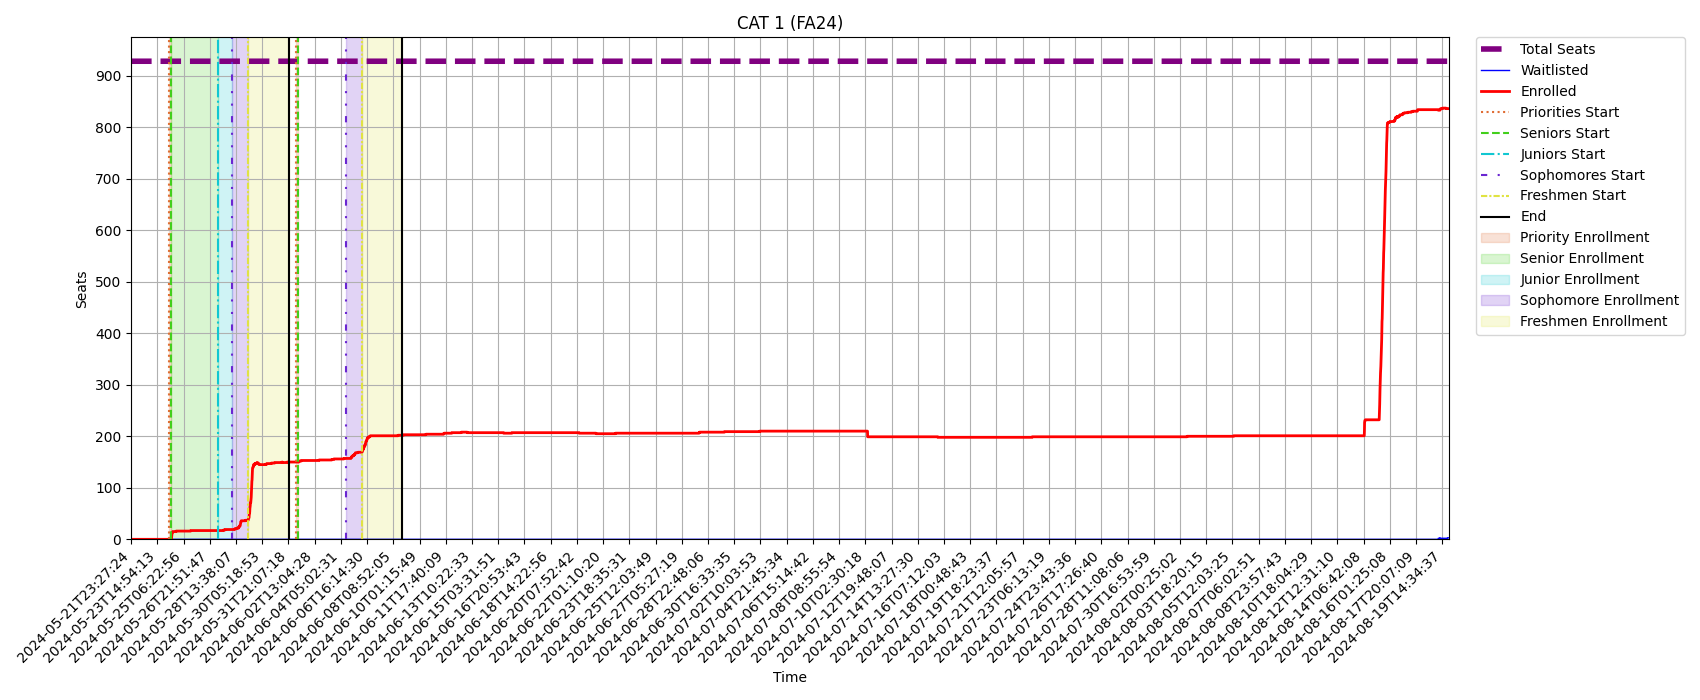 CAT 1 (FA24)
Seats
900
800
700
600
500
400
300
200
100
0
2024-05-21T23:27:24
2024-05-23T14:54:13
2024-05-25T06:22:56
2024-05-26T21:51:47
2024-05-28T13:38:07
2024-05-30T05:18:53
2024-05-31T21:07:18
2024-06-02T13:04:28
2024-06-04T05:02:31
2024-06-06T16:14:30
2024-06-08T08:52:05
2024-06-10T01:15:49
2024-06-11T17:40:09
2024-06-13T10:22:33
2024-06-15T03:31:51
2024-06-16T20:53:43
2024-06-18T14:22:56
2024-06-20T07:52:42
2024-06-22T01:10:20
2024-06-23T18:35:31
2024-06-25T12:03:49
2024-06-27T05:27:19
2024-06-28T22:48:06
2024-06-30T16:33:35
2024-07-02T10:03:53
2024-07-04T21:45:34
2024-07-06T15:14:42
2024-07-08T08:55:54
2024-07-10T02:30:18
2024-07-12T19:48:07
2024-07-14T13:27:30
2024-07-16T07:12:03
2024-07-18T00:48:43
2024-07-19T18:23:37
2024-07-21T12:05:57
2024-07-23T06:13:19
2024-07-24T23:43:36
2024-07-26T17:26:40
2024-07-28T11:08:06
2024-07-30T16:53:59
2024-08-02T00:25:02
2024-08-03T18:20:15
2024-08-05T12:03:25
2024-08-07T06:02:51
2024-08-08T23:57:43
2024-08-10T18:04:29
2024-08-12T12:31:10
2024-08-14T06:42:08
2024-08-16T01:25:08
2024-08-17T20:07:09
2024-08-19T14:34:37
Time
Total Seats
Waitlisted
Enrolled
Priorities Start
Seniors Start
Juniors Start
Sophomores Start
Freshmen Start
End
Priority Enrollment
Senior Enrollment
Junior Enrollment
Sophomore Enrollment
Freshmen Enrollment